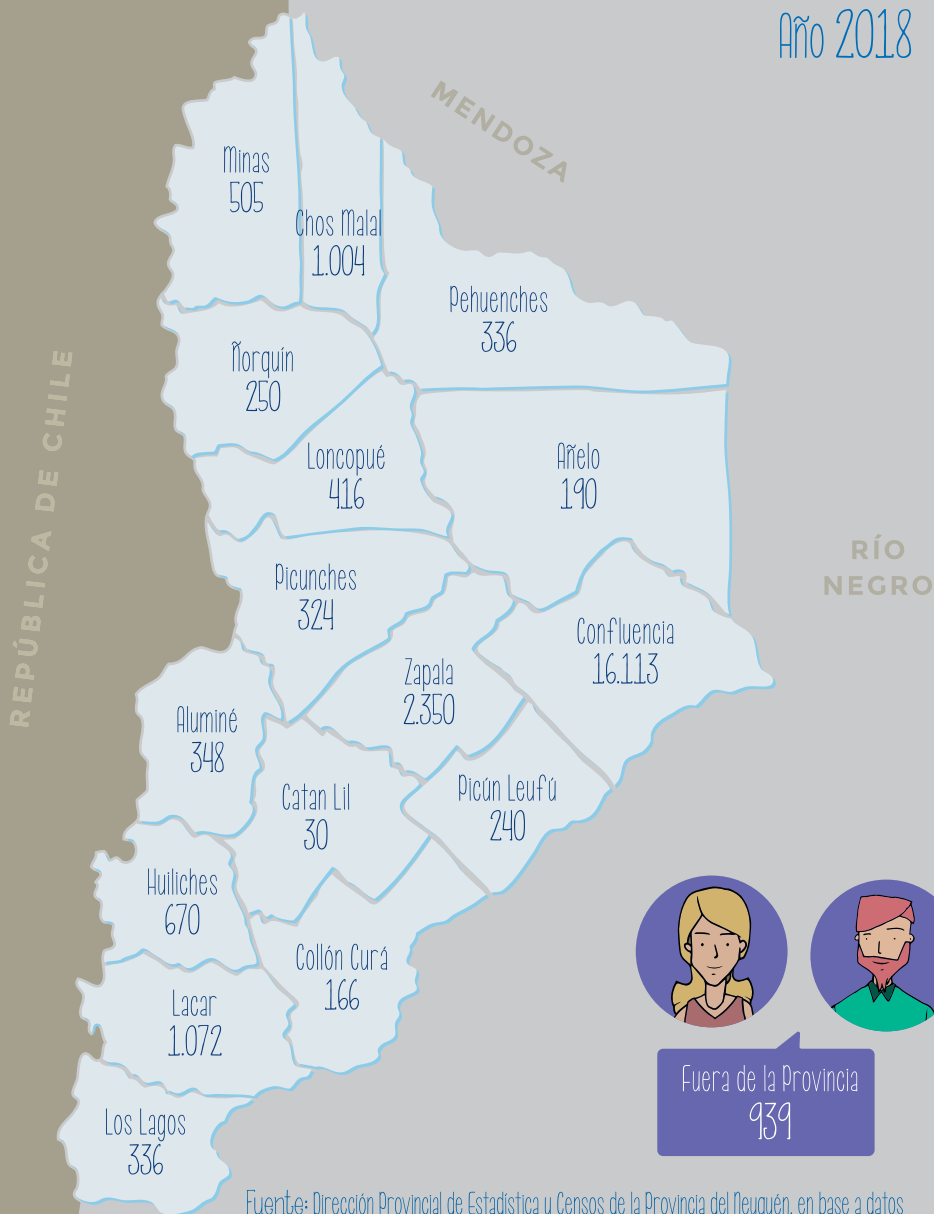 Año 2018
MENDOZA
Minas
505
Chos Malal
1.004
Pehuenches
336
Ñorquín
250
REPÚBLICA DE CHILE
Loncopué
416
Añelo
190
RÍO
NEGRO
Picunches
324
Confluencia
16.113
Zapala
2.350
Aluminé
348
Catan Lil
30
Picún Leufú
240
Huiliches
670
Collón Curá
166
Lacar
1.072
Fuera de la Provincia
939
Los Lagos
336
Fuente: Dirección Provincial de Estadística y Censos de la Provincia del Neuquén, en base a datos